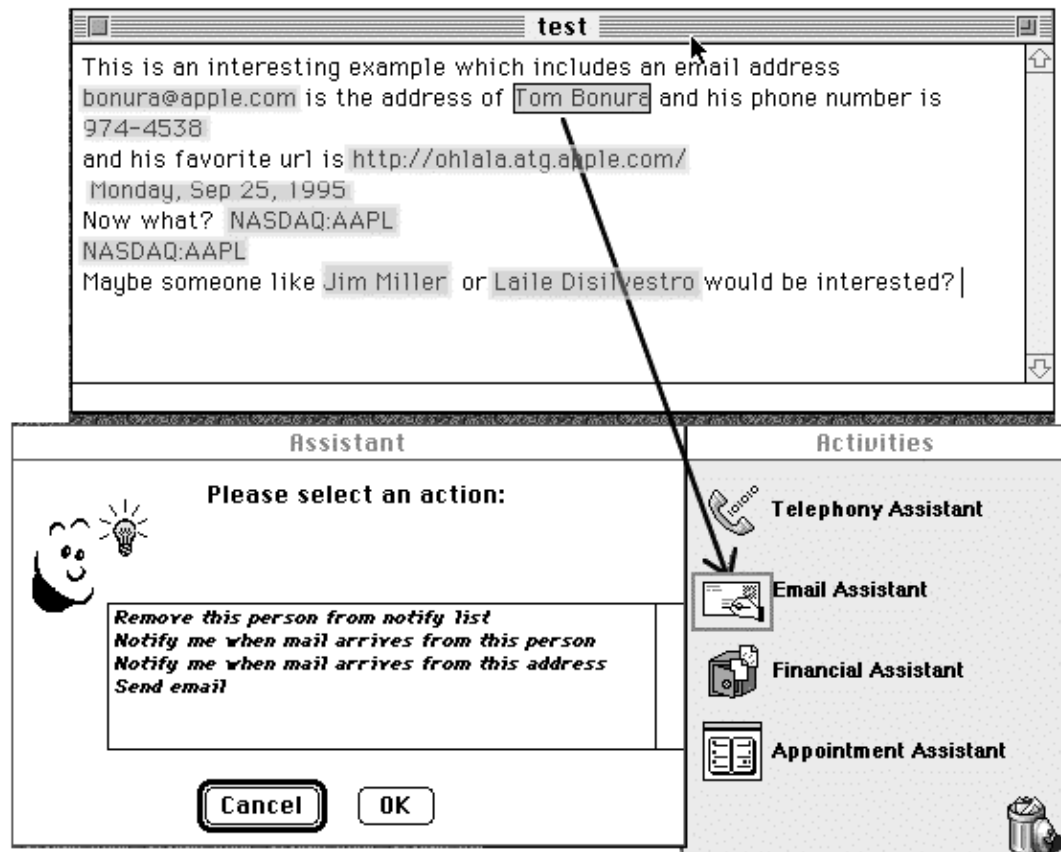 test
This is an interesting example which includes an email address
bonura@apple.com is the address of Tom Bonura and his phone number is
974-4538
and his favorite url is http://ohlala.atg.apple.com/
Monday, Sep 25, 1995
Now what? NASDAQ:AAPL
NASDAQ:AAPL
Maybe someone like Jim Miller or Laile Disilvestro would be interested?
Assistant
Please select an action:
Remove this person from notify list
Notify me when mail arrives from this person
Notify me when mail arrives from this address
Send email
Cancel OK
Activities
Telephony Assistant
Email Assistant
Financial Assistant
Appointment Assistant